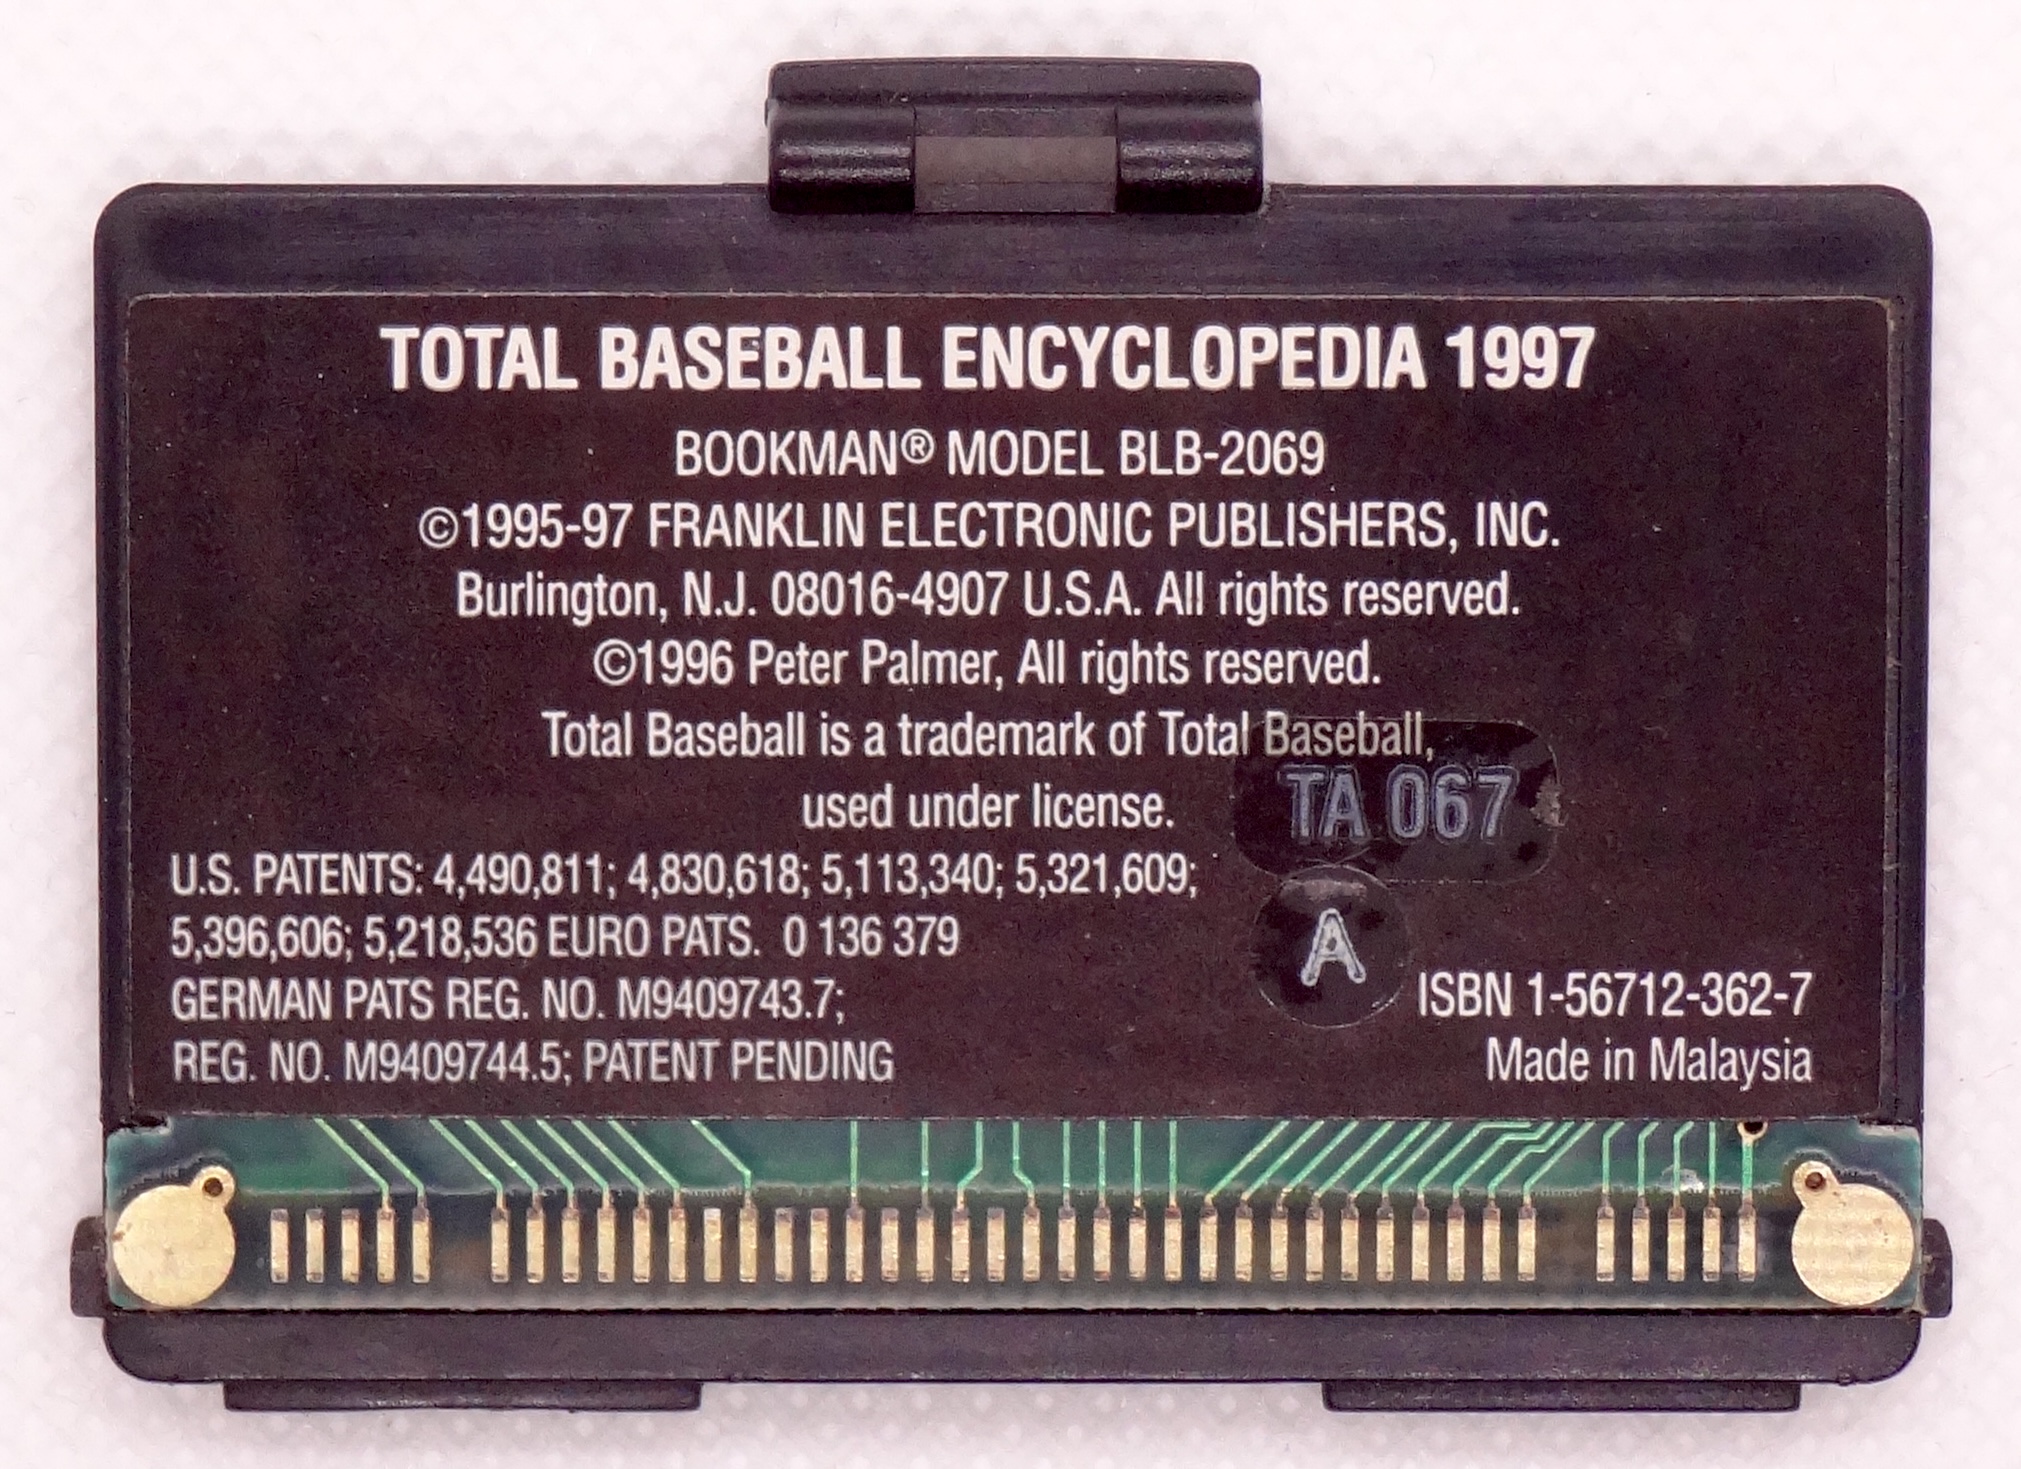 TOTAL BASEBALL ENCYCLOPEDIA 1997
BOOKMAN® MODEL BLB-2069
©1995-97 FRANKLIN ELECTRONIC PUBLISHERS, INC.
Burlington, N.J. 08016-4907 U.S.A. All rights reserved.
©1996 Peter Palmer, All rights reserved.
Total Baseball is a trademark of Total Baseball,
used under license.
TA 067
U.S. PATENTS: 4,490,811; 4,830,618; 5,113,340; 5,321,609;
5,396,606; 5,218,536 EURO PATS. 0 136 379
A
GERMAN PATS REG. NO. M9409743.7;
REG. NO. M9409744.5; PATENT PENDING
ISBN 1-56712-362-7
Made in Malaysia